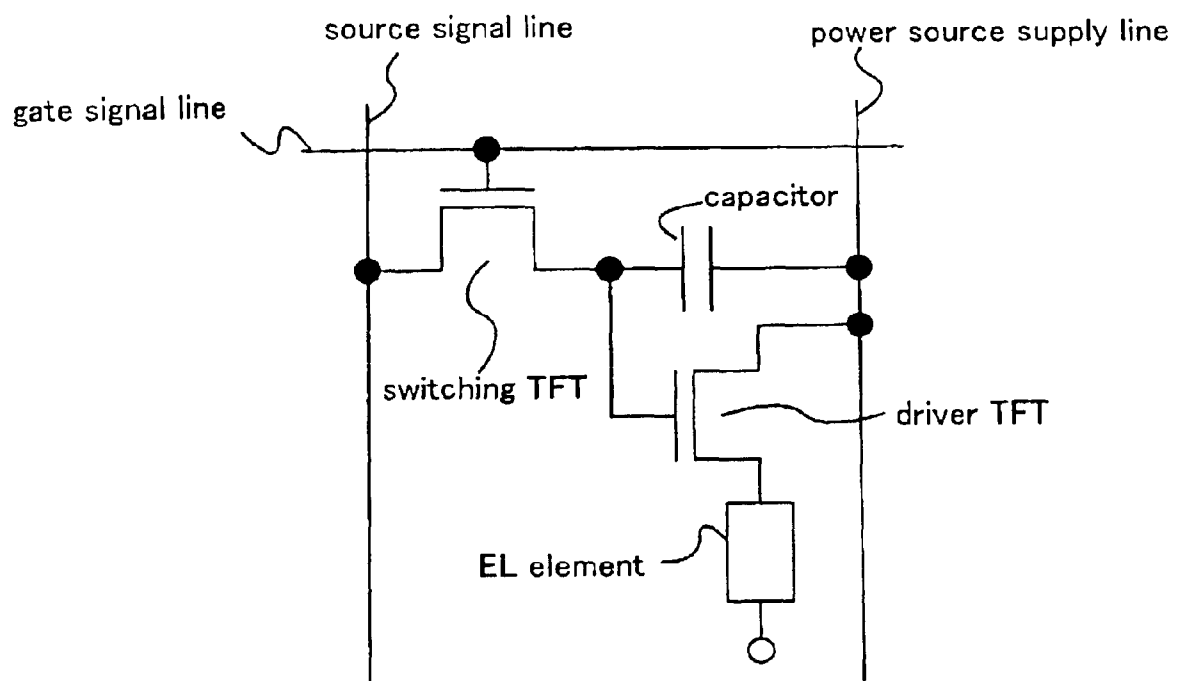 source signal line
power source supply line
gate signal line
capacitor
switching TFT
driver TFT
EL element